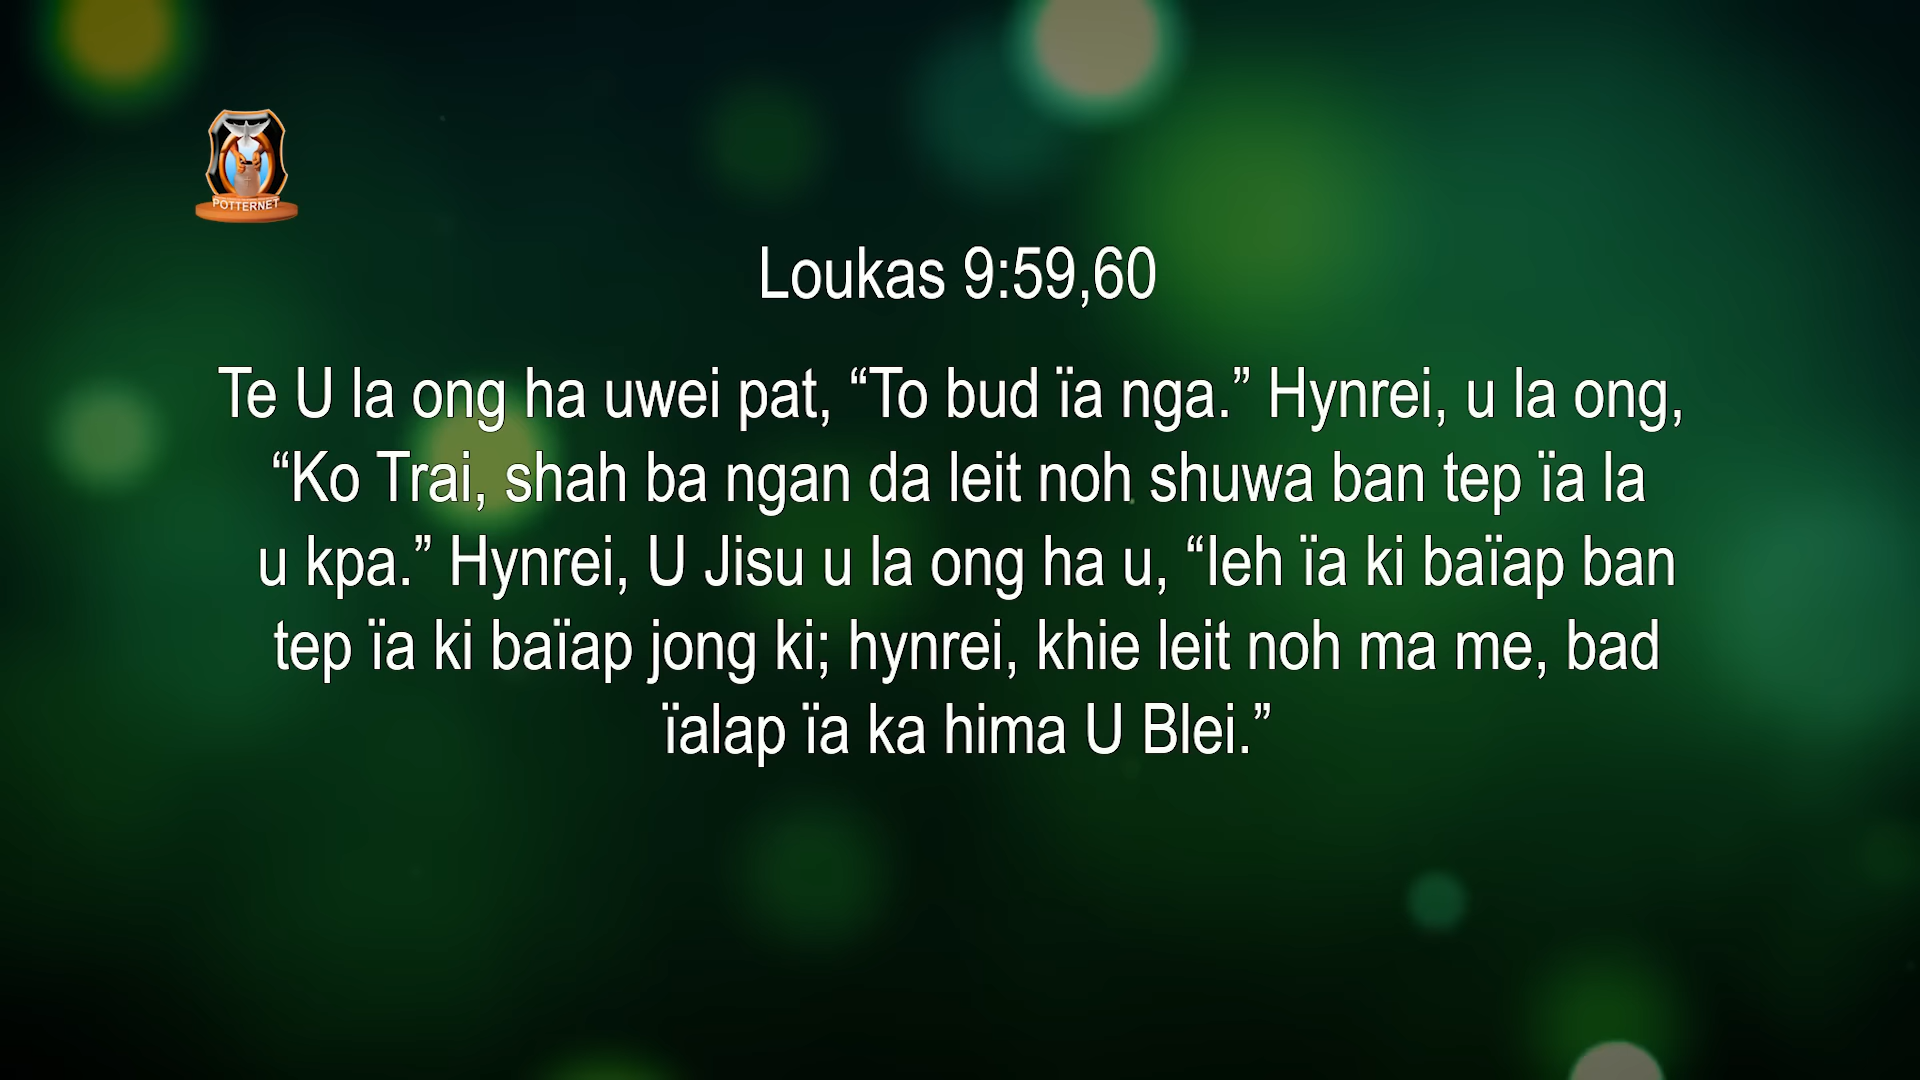 POTTERNET
Loukas 9:59,60
Te U la ong ha uwei pat, “To bud ïa nga.” Hynrei, u la ong,
“Ko Trai, shah ba ngan da leit noh shuwa ban tep ïa la
u kpa.” Hynrei, U Jisu u la ong ha u, “Ieh ïa ki baïap ban
tep ïa ki baïap jong ki; hynrei, khie leit noh ma me, bad
ïalap ïa ka hima U Blei.”